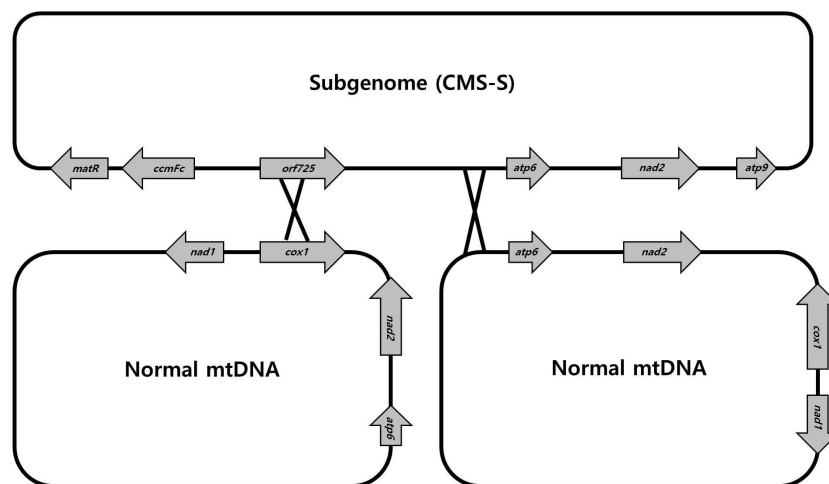 Subgenome (CMS-S)
matR
ccmFc
orf725
atp6
nad2
atp9
nad1
cox1
atp6
nad2
nad2
cox1
Normal mtDNA
Normal mtDNA
atp6
nad1